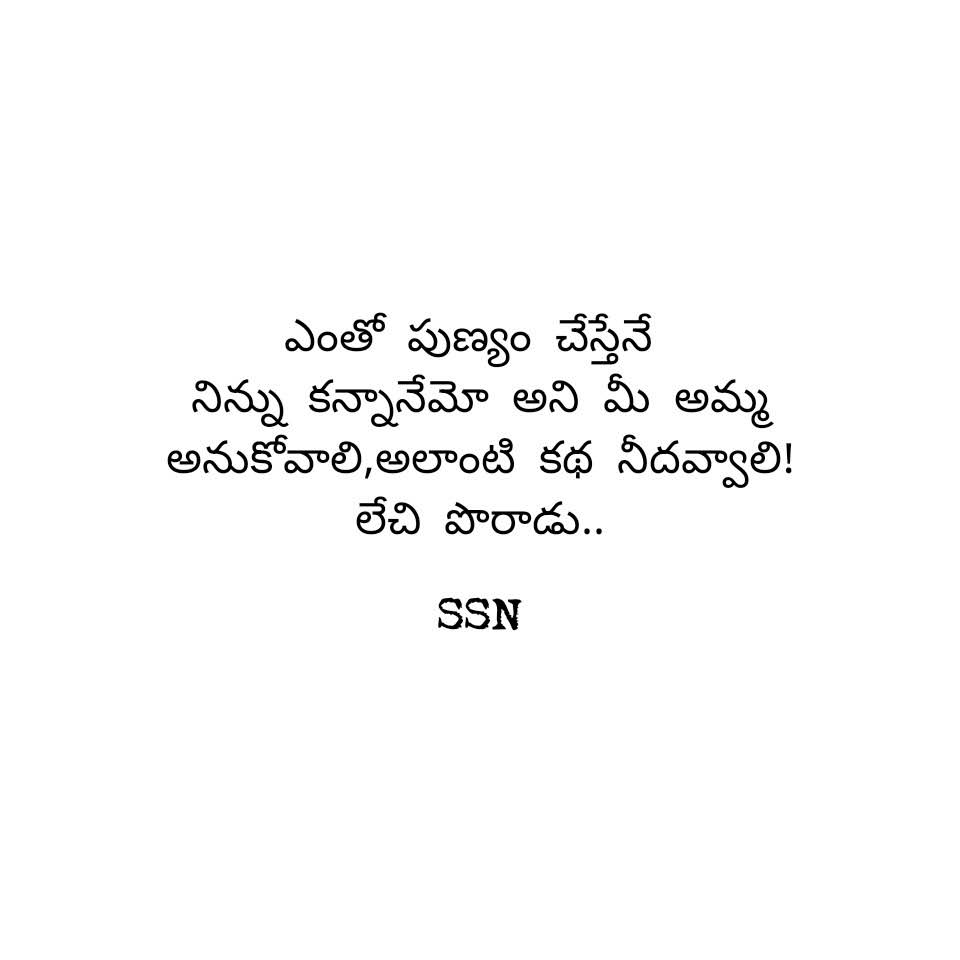 ఎంతో పుణ్యం చేస్తేనే
నిన్ను కన్నానేమో అని మీ అమ్మ
అనుకోవాలి,అలాంటి కథ నీదవ్వాలి!
లేచి పొరాడు..
SSN